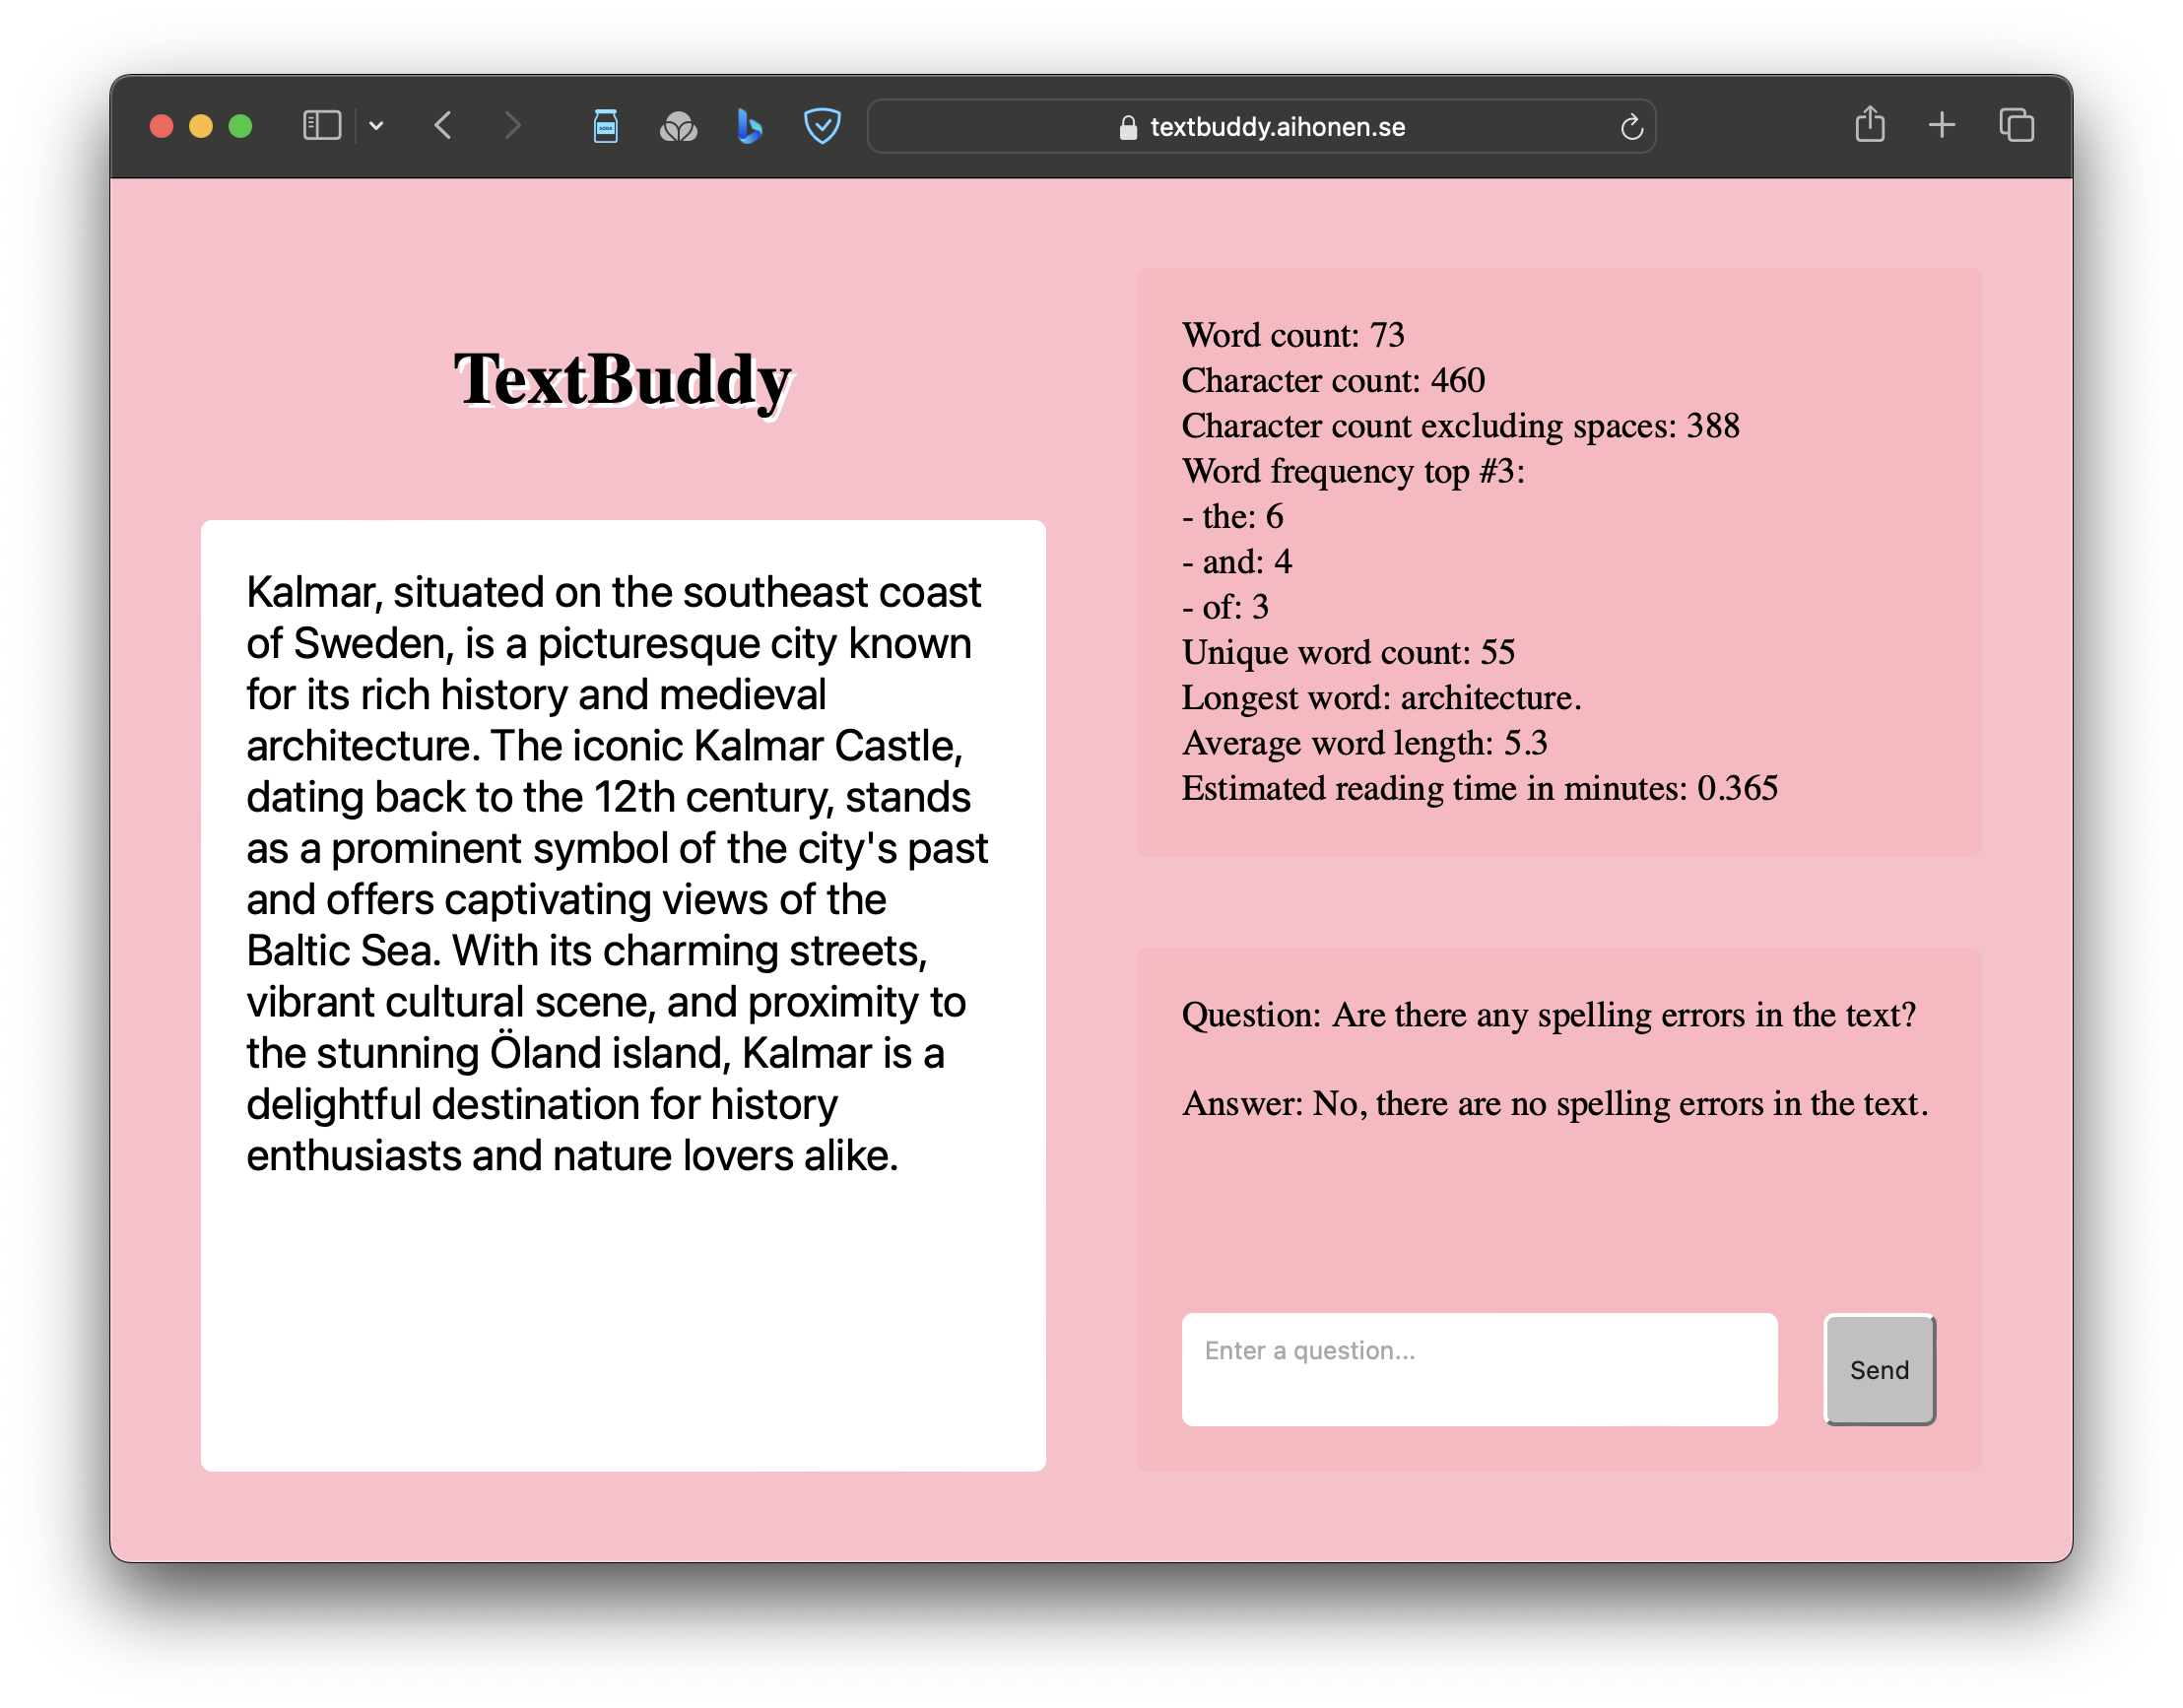 textbuddy.aihonen.se
TextBuddy
Kalmar, situated on the southeast coast
of Sweden, is a picturesque city known
for its rich history and medieval
architecture. The iconic Kalmar Castle,
dating back to the 12th century, stands
as a prominent symbol of the city's past
and offers captivating views of the
Baltic Sea. With its charming streets,
vibrant cultural scene, and proximity to
the stunning Öland island, Kalmar is a
delightful destination for history
enthusiasts and nature lovers alike.
Word count: 73
Character count: 460
Character count excluding spaces: 388
Word frequency top #3:
- the: 6
- and: 4
- of: 3
Unique word count: 55
Longest word: architecture.
Average word length: 5.3
Estimated reading time in minutes: 0.365
Question: Are there any spelling errors in the text?
Answer: No, there are no spelling errors in the text.
Enter a question...
Send